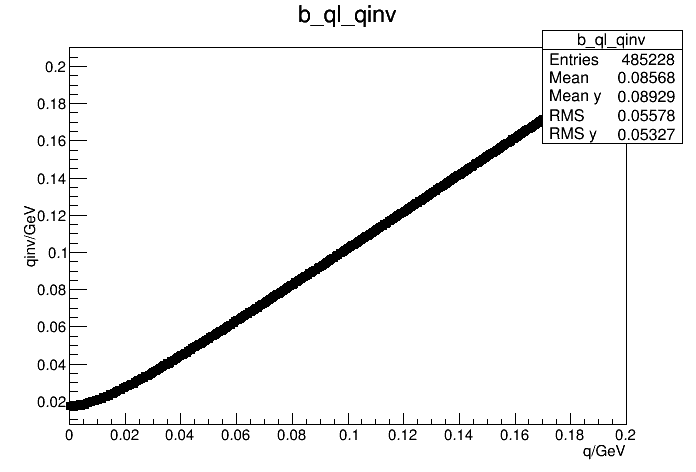 b_ql_qinv
b_ql_qinv
Entries 485228
Mean 0.08568
Mean y 0.08929
RMS 0.05578
RMS y 0.05327
qinv/GeV
0.2
0.18
0.16
0.14
0.12
0.1
0.08
0.06
0.04
0.02
0 0.02 0.04 0.06 0.08 0.1 0.12 0.14 0.16 0.18 0.2
q/GeV